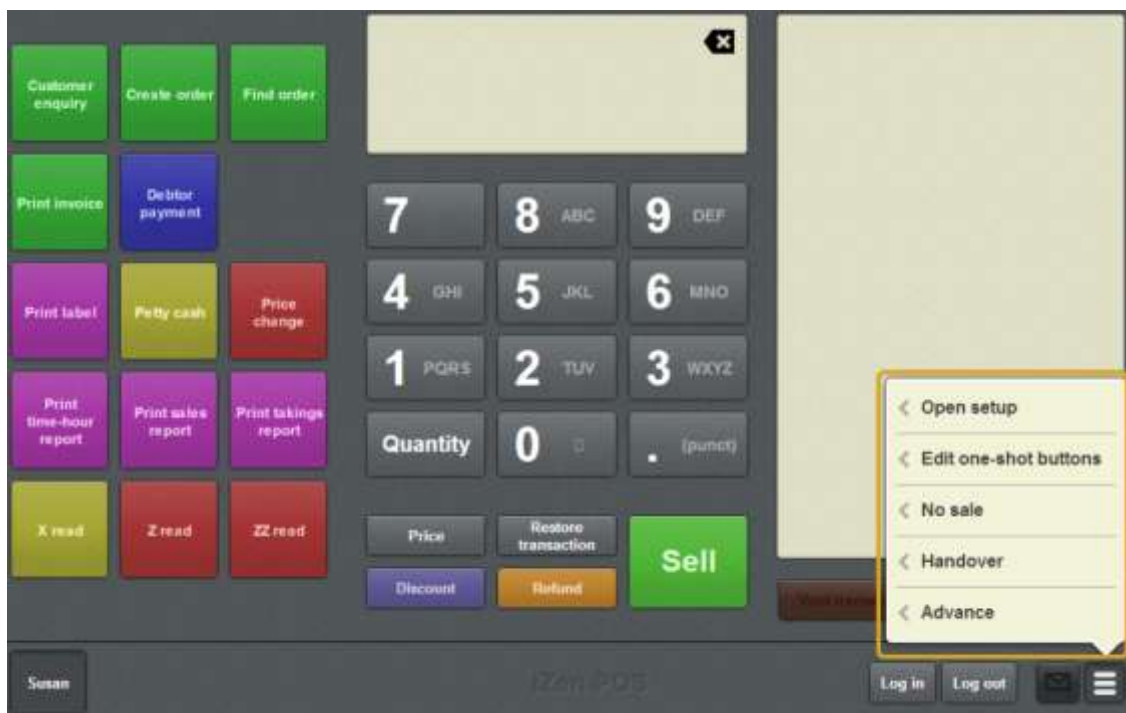 Customer
enquiry
Create order
Find order
Print invoice
Debtor
payment
Print label
Petty cash
Price
change
Print
time-hour
report
Print sales
report
Print takings
report
X read
Z read
ZZ read
7
8 ABC
9 DEF
4 GHI
5 JKL
6 MNO
1 PQRS
2 TUV
3 WXYZ
Quantity
0
. (punct)
Price
Restore
transaction
Discount
Refund
Sell
Open setup
Edit one-shot buttons
No sale
Handover
Advance
Susan
Log in
Log out